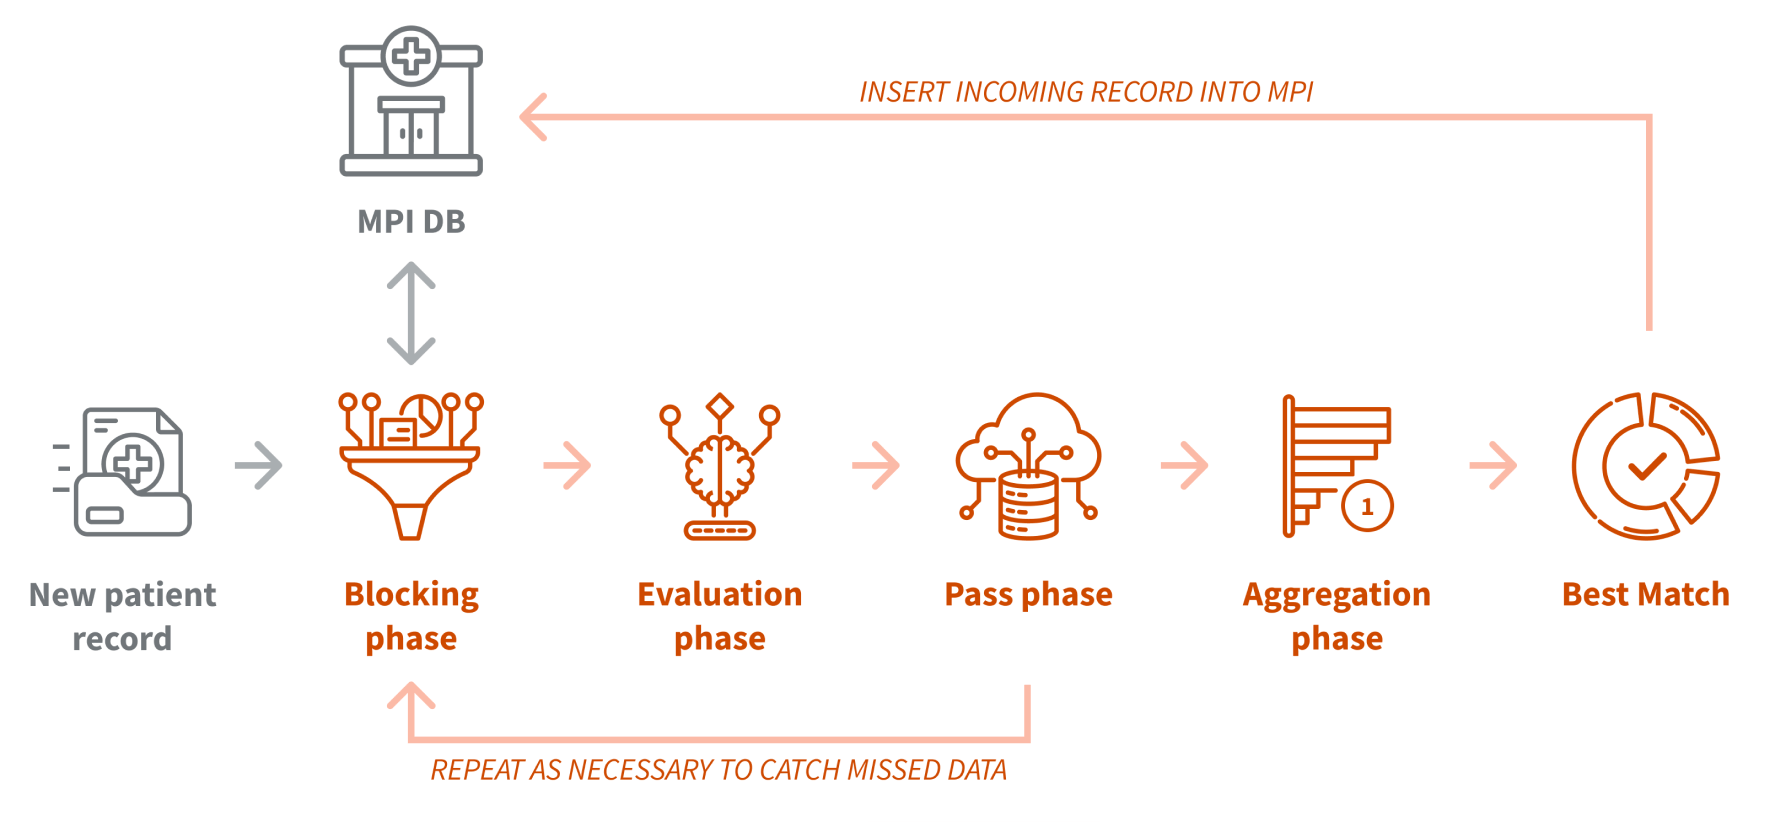 INSERT INCOMING RECORD INTO MPI
MPI DB
1
New patient
record
Blocking
phase
Evaluation
phase
Pass phase
Aggregation
phase
Best Match
REPEAT AS NECESSARY TO CATCH MISSED DATA